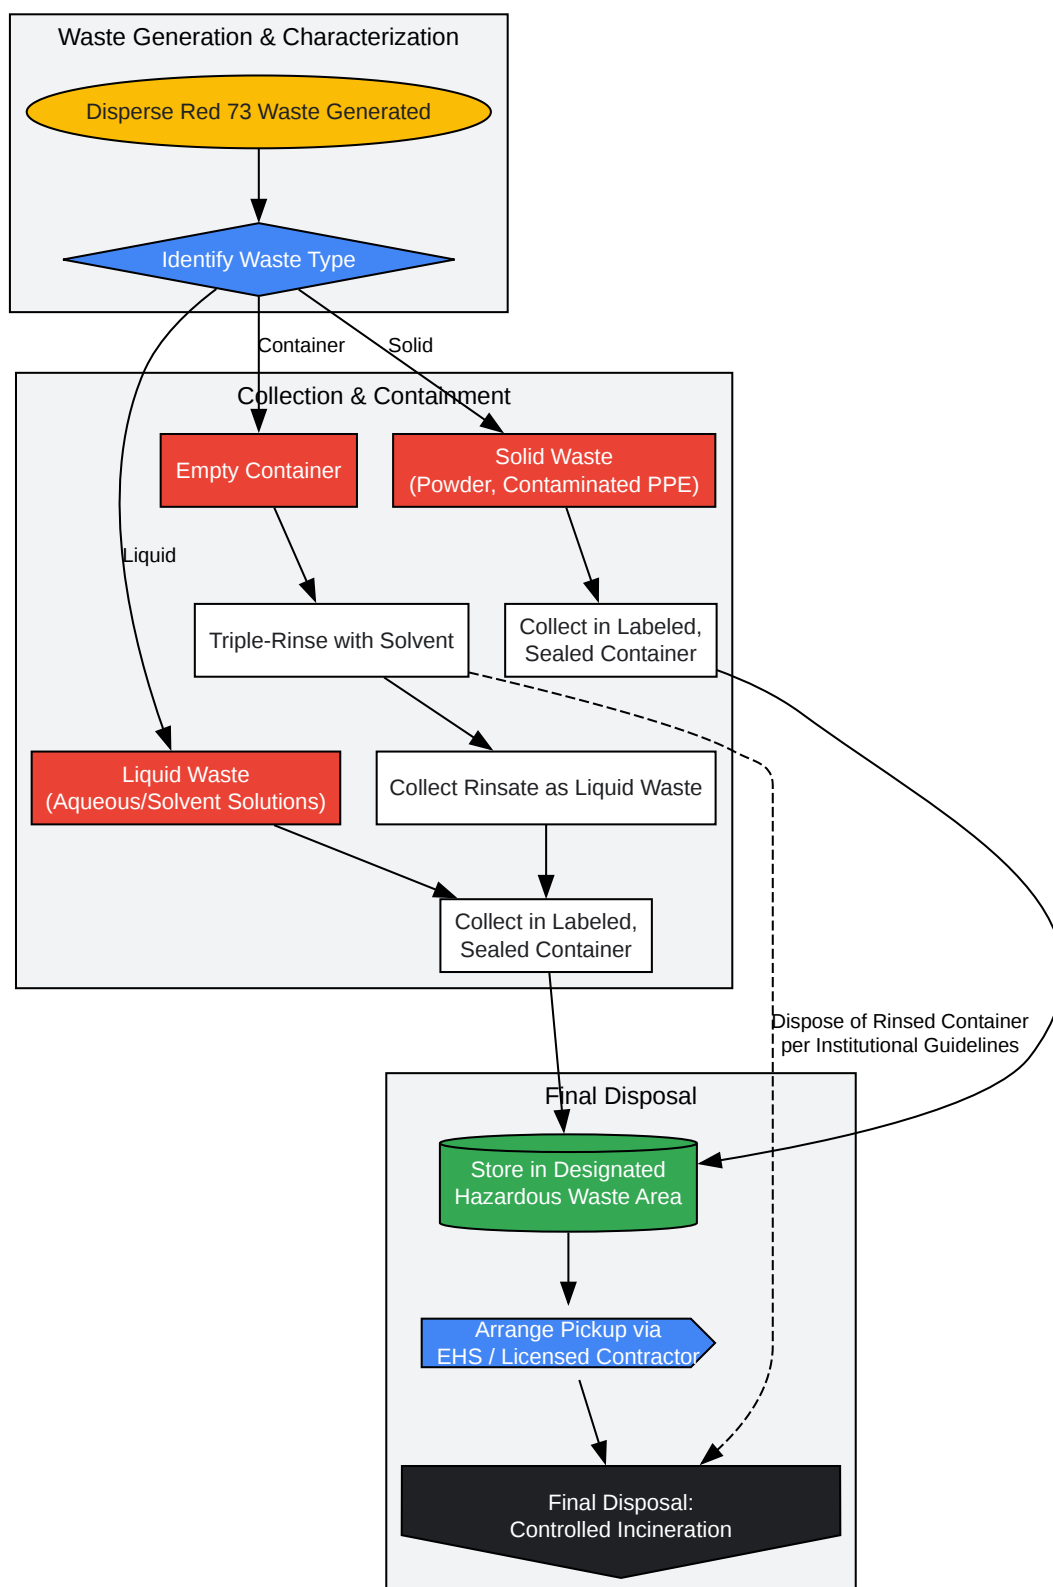 Waste Generation & Characterization
Disperse Red 73 Waste Generated
Identify Waste Type
Container
Solid
Collection & Containment
Empty Container
Solid Waste
(Powder, Contaminated PPE)
Liquid
Triple-Rinse with Solvent
Collect in Labeled,
Sealed Container
Liquid Waste
(Aqueous/Solvent Solutions)
Collect Rinsate as Liquid Waste
Collect in Labeled,
Sealed Container
Dispose of Rinsed Container
per Institutional Guidelines
Final Disposal
Store in Designated
Hazardous Waste Area
Arrange Pickup via
EHS / Licensed Contractor
Final Disposal:
Controlled Incineration